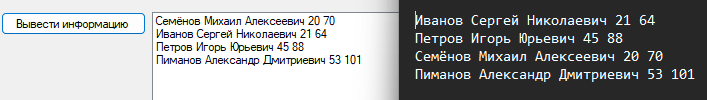 Вывести информацию
Семёнов Михаил Алексеевич 20 70
Иванов Сергей Николаевич 21 64
Петров Игорь Юрьевич 45 88
Пиманов Александр Дмитриевич 53 101
Иванов Сергей Николаевич 21 64
Петров Игорь Юрьевич 45 88
Семёнов Михаил Алексеевич 20 70
Пиманов Александр Дмитриевич 53 101